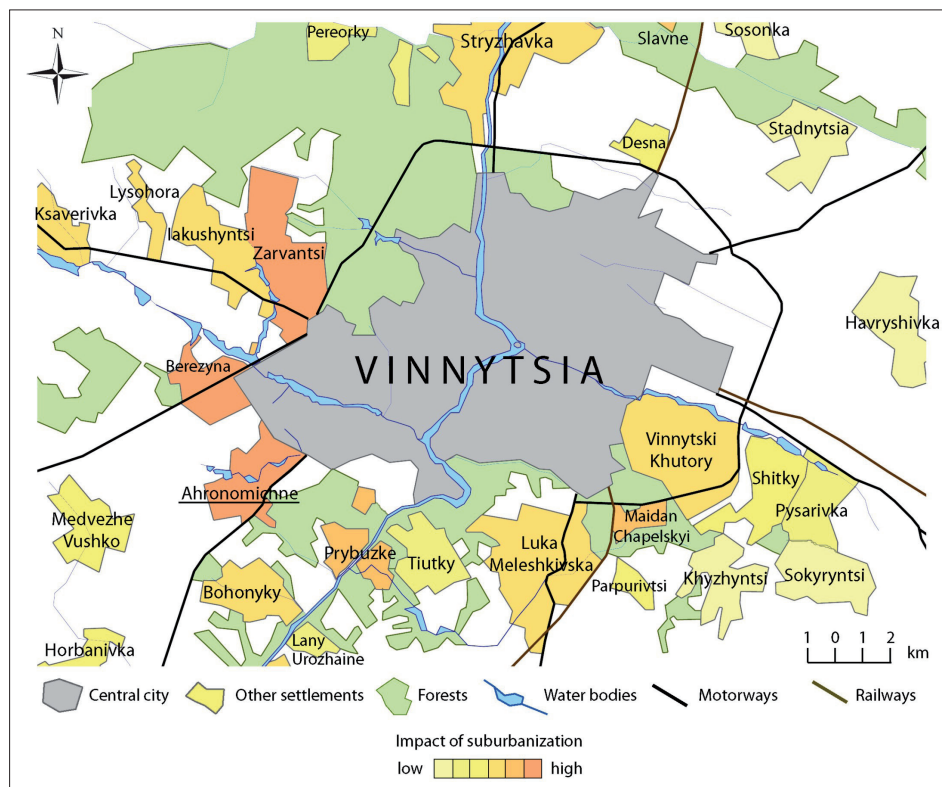 N
Pereorky
Stryzhavka
Slavne
Sosonka
Stadnytsia
Desna
Lysohora
Ksaverivka
Iakushyntsi
Zarvantsi
Havryshivka
Berezyna
VINNYTSIA
Vinnytski
Khutory
Shitky
Ahronomichne
Medvezhe
Vushko
Pysarivka
Maidan
Chapelskyi
Prybuzke
Tiutky
Luka
Meleshkivska
Bohonyky
Parpurivtsi
Khyzhyntsi
Sokyryntsi
Lany
Urozhaine
Horbanivka
1 0 1 2
km
Central city
Other settlements
Forests
Water bodies
Motorways
Railways
Impact of suburbanization
low
high